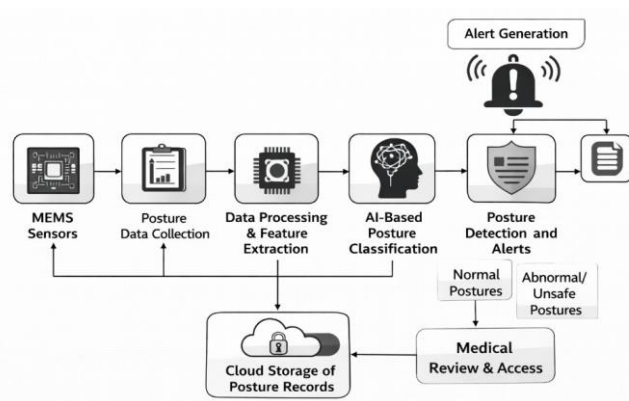 Alert Generation
MEMS
Sensors
Posture
Data Collection
Data Processing
& Feature
Extraction
AI-Based
Posture
Classification
Posture
Detection and
Alerts
Normal
Postures
Abnormal/
Unsafe
Postures
Cloud Storage of
Posture Records
Medical
Review & Access